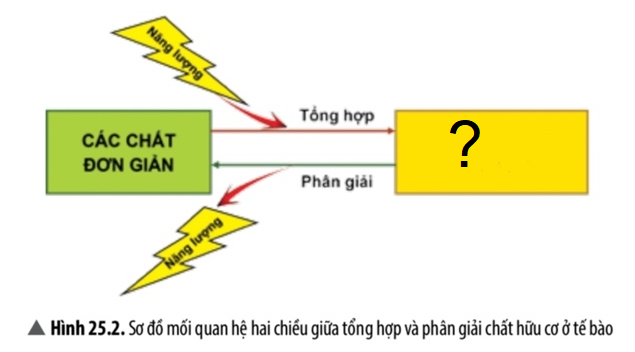 Năng lượng
Tổng hợp
CÁC CHẤT
ĐƠN GIẢN
?
Phân giải
Năng lượng
▲ Hình 25.2. Sơ đồ mối quan hệ hai chiều giữa tổng hợp và phân giải chất hữu cơ ở tế bào